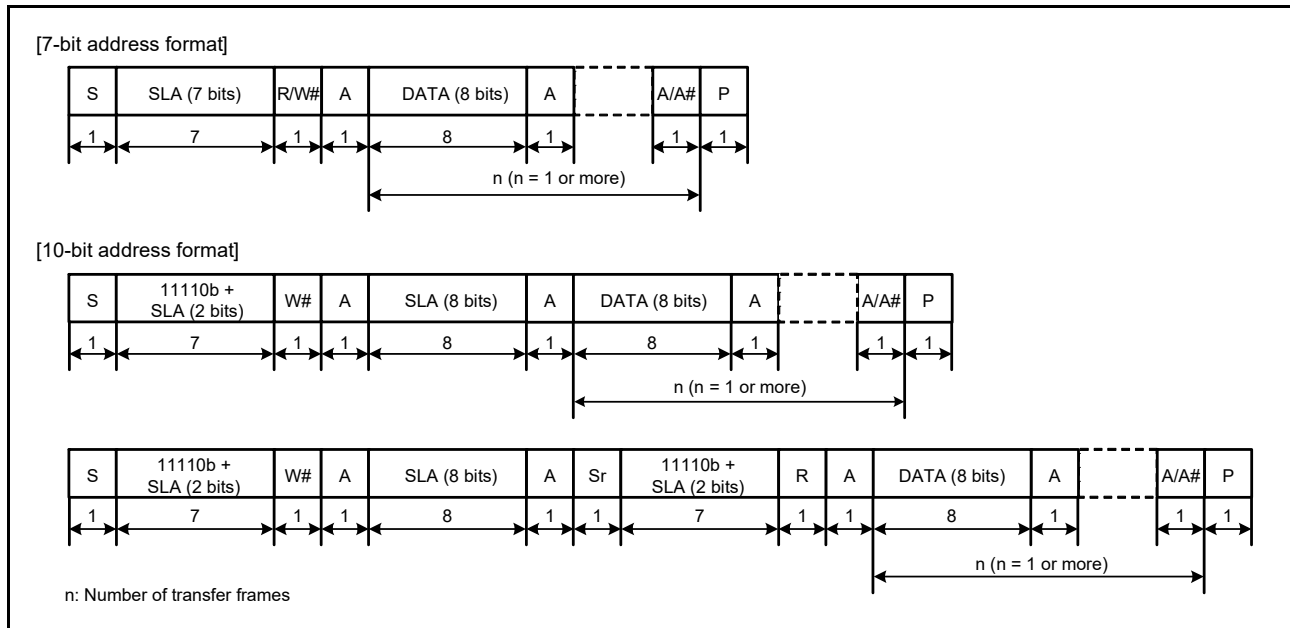 [7-bit address format]
S SLA (7 bits) R/W# A DATA (8 bits) A A/A# P
1 7 1 1 8 1 1 1
n (n = 1 or more)
[10-bit address format]
S 11110b + SLA (2 bits) W# A SLA (8 bits) A DATA (8 bits) A A/A# P
1 7 1 1 8 1 8 1 1 1
n (n = 1 or more)
S 11110b + SLA (2 bits) W# A SLA (8 bits) A Sr 11110b + SLA (2 bits) R A DATA (8 bits) A A/A# P
1 7 1 1 8 1 1 7 1 1 8 1 1 1
n (n = 1 or more)
n: Number of transfer frames